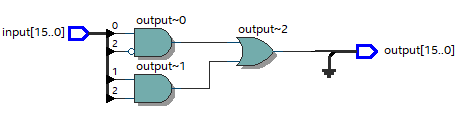 output~2
output~0
input[15..0]
0
2
output[15..0]
output~1
1
2